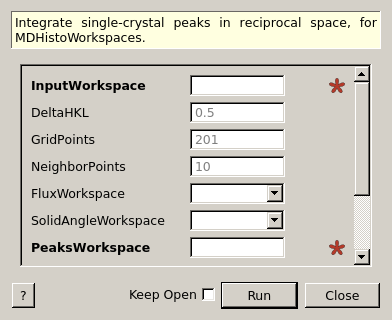 Integrate single-crystal peaks in reciprocal space, for
MDHistoWorkspaces.
InputWorkspace
DeltaHKL 0.5
GridPoints 201
NeighborPoints 10
FluxWorkspace
SolidAngleWorkspace
PeaksWorkspace
? Keep Open Run Close